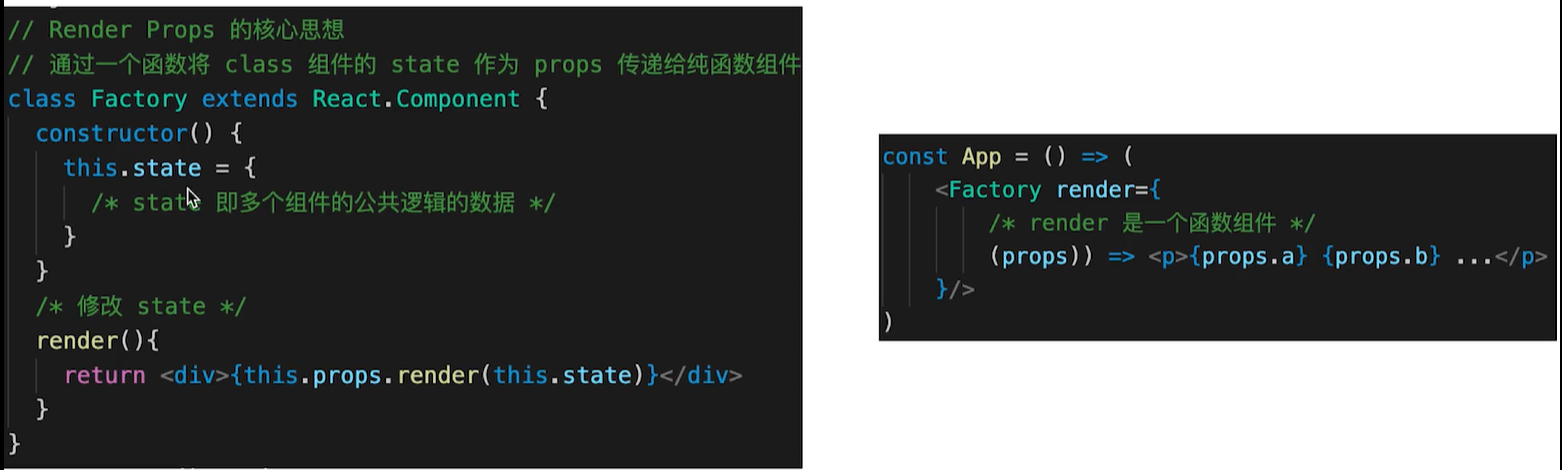 // Render Props 的核心思想
// 通过一个函数将 class 组件的 state 作为 props 传递给纯函数组件
class Factory extends React.Component {
constructor() {
this.state = {
/* state 即多个组件的公共逻辑的数据 */
}
}
/* 修改 state */
render(){
return <div>{this.props.render(this.state)}</div>
}
}
const App = () => (
<Factory render={
/* render 是一个函数组件 */
(props)) => <p>{props.a} {props.b} ...</p>
}/>
)